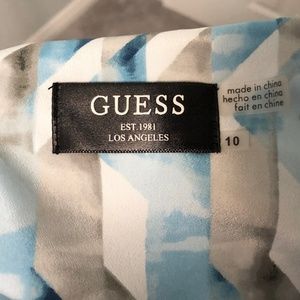 GUESS
EST.1981
LOS ANGELES
10
made in china
hecho en china
fait en chine